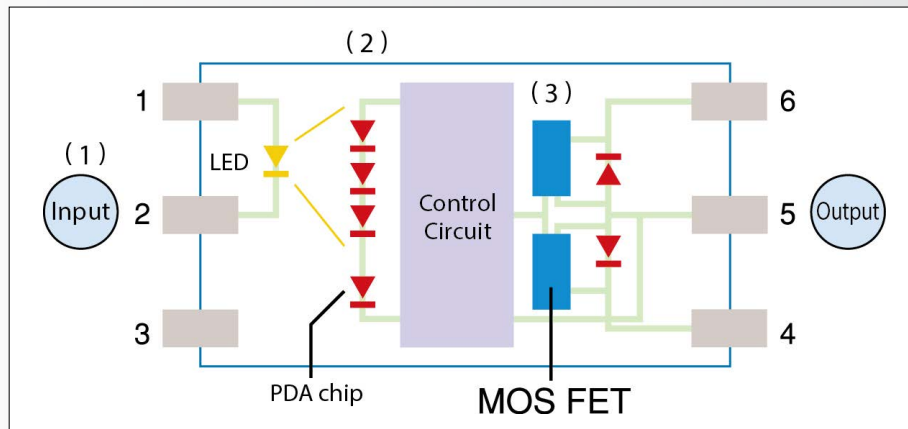 (2)
1
6
(3)
(1)
LED
Input
2
Control
Circuit
5
Output
3
4
PDA chip
MOS FET